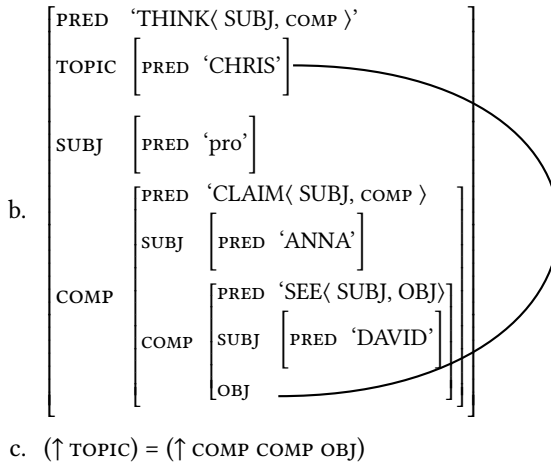 PRED ‘THINK⟨ SUBJ, COMP ⟩’
TOPIC [PRED ‘CHRIS’]
SUBJ [PRED ‘pro’]
PRED ‘CLAIM⟨ SUBJ, COMP ⟩
b.
SUBJ [PRED ‘ANNA’]
COMP
PRED ‘SEE⟨ SUBJ, OBJ⟩
COMP SUBJ [PRED ‘DAVID’]
OBJ
c. (↑ TOPIC) = (↑ COMP COMP OBJ)